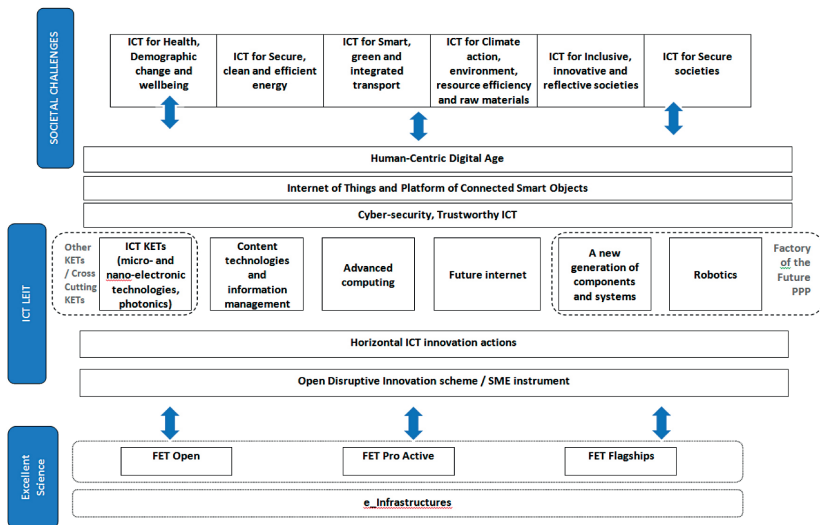 SOCIETAL CHALLENGES
ICT for Health,
Demographic
change and
wellbeing
ICT for Secure,
clean and efficient
energy
ICT for Smart,
green and
integrated
transport
ICT for Climate
action,
environment,
resource efficiency
and raw materials
ICT for Inclusive,
innovative and
reflective societies
ICT for Secure
societies
Human-Centric Digital Age
Internet of Things and Platform of Connected Smart Objects
Cyber-security, Trustworthy ICT
ICT LEIT
Other
KETs
/ Cross
Cutting
KETs
ICT KETs
(micro- and
nano-electronic
technologies,
photonics)
Content
technologies
and
information
management
Advanced
computing
Future internet
A new
generation of
components
and systems
Robotics
Factory
of the
Future
PPP
Horizontal ICT innovation actions
Open Disruptive Innovation scheme / SME instrument
Excellent
Science
FET Open
FET Pro Active
FET Flagships
e_Infrastructures